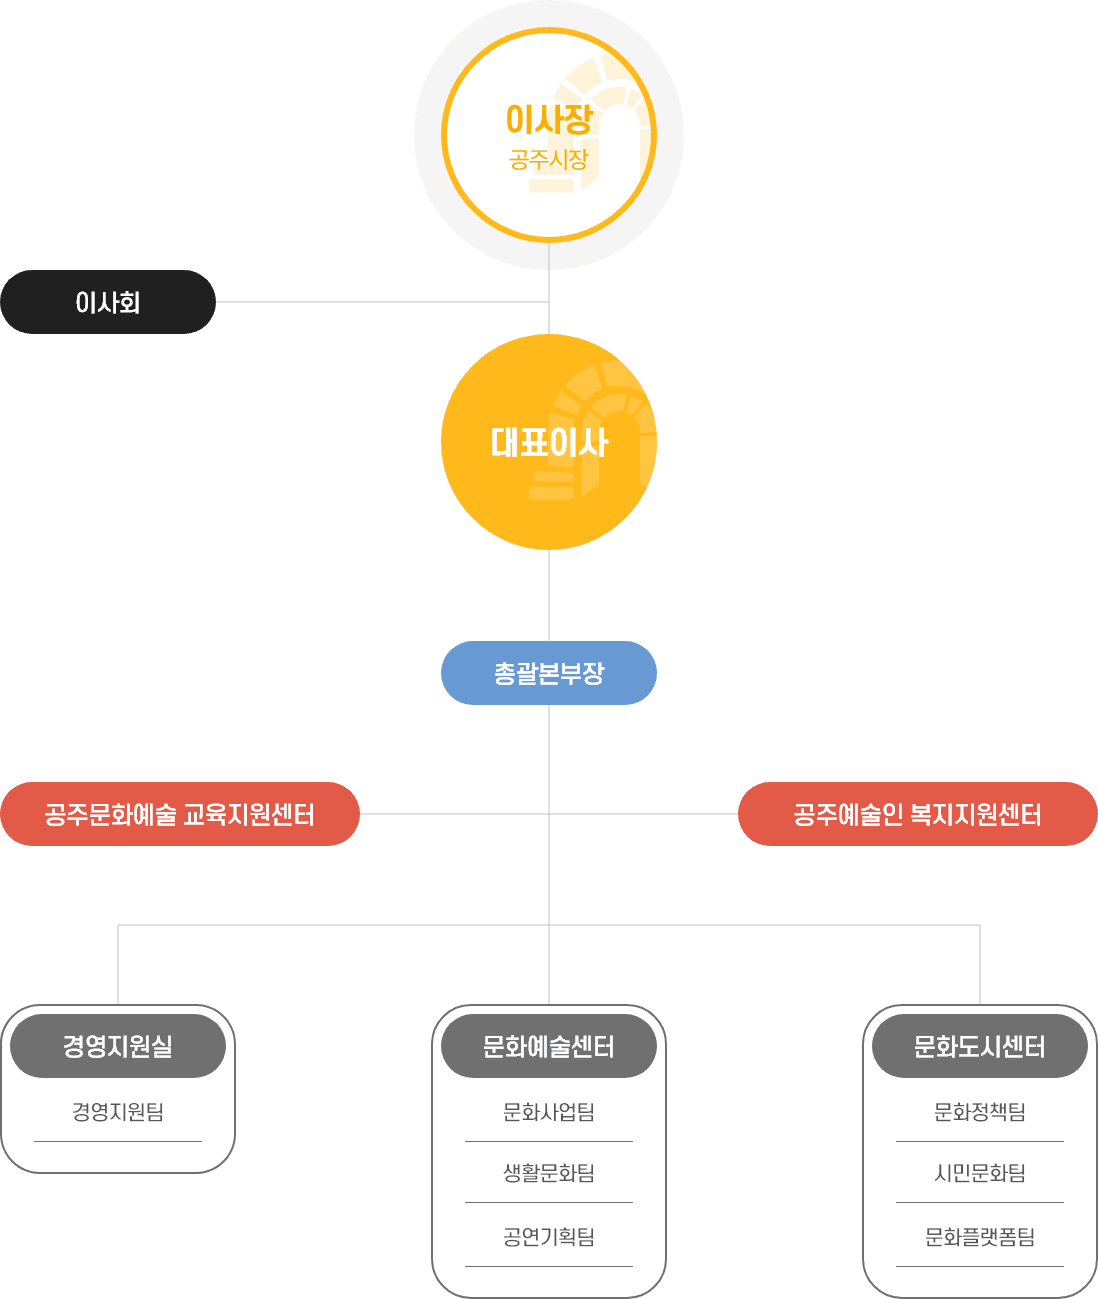 이사장
공주시장
이사회
대표이사
총괄본부장
공주문화예술 교육지원센터
공주예술인 복지지원센터
경영지원실
경영지원팀
문화예술센터
문화사업팀
생활문화팀
공연기획팀
문화도시센터
문화정책팀
시민문화팀
문화플랫폼팀